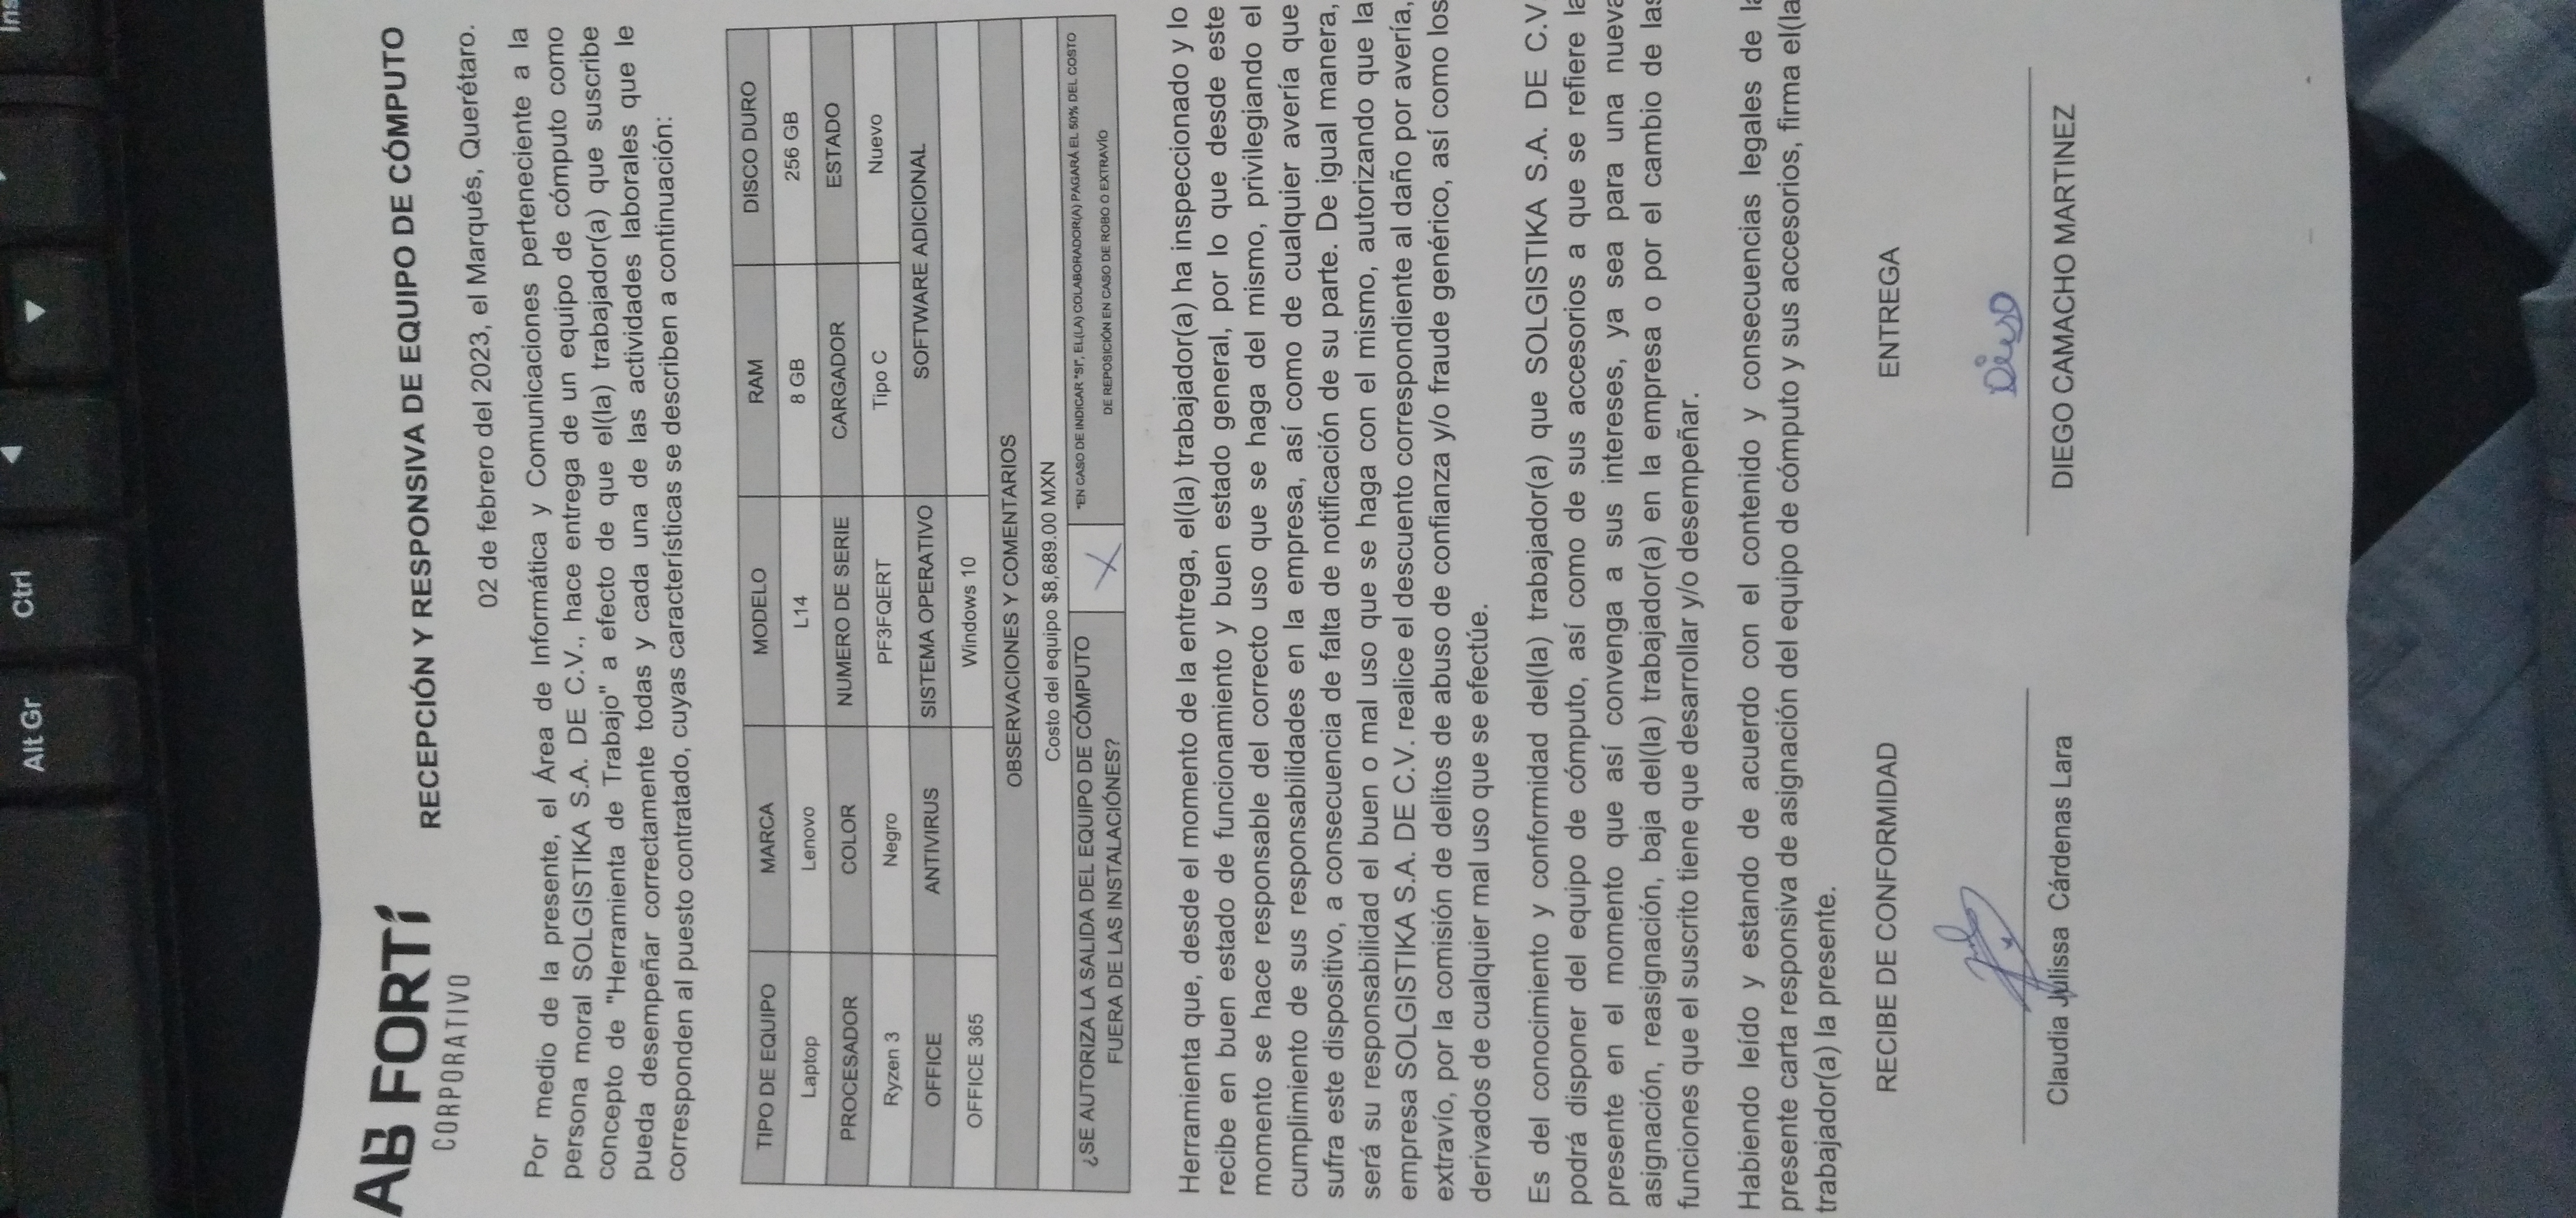 Alt Gr
Ctrl
Ins
AB FORTÍ
CORPORATIVO
RECEPCIÓN Y RESPONSIVA DE EQUIPO DE CÓMPUTO
02 de febrero del 2023, el Marqués, Querétaro.
Por medio de la presente, el Área de Informática y Comunicaciones perteneciente a la
persona moral SOLGISTIKA S.A. DE C.V., hace entrega de un equipo de cómputo como
concepto de "Herramienta de Trabajo" a efecto de que el(la) trabajador(a) que suscribe
pueda desempeñar correctamente todas y cada una de las actividades laborales que le
corresponden al puesto contratado, cuyas características se describen a continuación:
TIPO DE EQUIPO MARCA MODELO RAM DISCO DURO
Laptop Lenovo L14 8 GB 256 GB
PROCESADOR COLOR NUMERO DE SERIE CARGADOR ESTADO
Ryzen 3 Negro PF3FQERT Tipo C Nuevo
OFFICE ANTIVIRUS SISTEMA OPERATIVO SOFTWARE ADICIONAL
OFFICE 365 Windows 10
OBSERVACIONES Y COMENTARIOS
Costo del equipo $8,689.00 MXN
¿SE AUTORIZA LA SALIDA DEL EQUIPO DE CÓMPUTO
FUERA DE LAS INSTALACIÓNES?
X
*EN CASO DE INDICAR "SI", EL(LA) COLABORADOR(A) PAGARÁ EL 50% DEL COSTO
DE REPOSICIÓN EN CASO DE ROBO O EXTRAVÍO
Herramienta que, desde el momento de la entrega, el(la) trabajador(a) ha inspeccionado y lo
recibe en buen estado de funcionamiento y buen estado general, por lo que desde este
momento se hace responsable del correcto uso que se haga del mismo, privilegiando el
cumplimiento de sus responsabilidades en la empresa, así como de cualquier avería que
sufra este dispositivo, a consecuencia de falta de notificación de su parte. De igual manera,
será su responsabilidad el buen o mal uso que se haga con el mismo, autorizando que la
empresa SOLGISTIKA S.A. DE C.V. realice el descuento correspondiente al daño por avería,
extravío, por la comisión de delitos de abuso de confianza y/o fraude genérico, así como los
derivados de cualquier mal uso que se efectúe.
Es del conocimiento y conformidad del(la) trabajador(a) que SOLGISTIKA S.A. DE C.V
podrá disponer del equipo de cómputo, así como de sus accesorios a que se refiere la
presente en el momento que así convenga a sus intereses, ya sea para una nueva
asignación, reasignación, baja del(la) trabajador(a) en la empresa o por el cambio de las
funciones que el suscrito tiene que desarrollar y/o desempeñar.
Habiendo leído y estando de acuerdo con el contenido y consecuencias legales de la
presente carta responsiva de asignación del equipo de cómputo y sus accesorios, firma el(la
trabajador(a) la presente.
RECIBE DE CONFORMIDAD ENTREGA
Diego
Claudia Julissa Cárdenas Lara DIEGO CAMACHO MARTINEZ